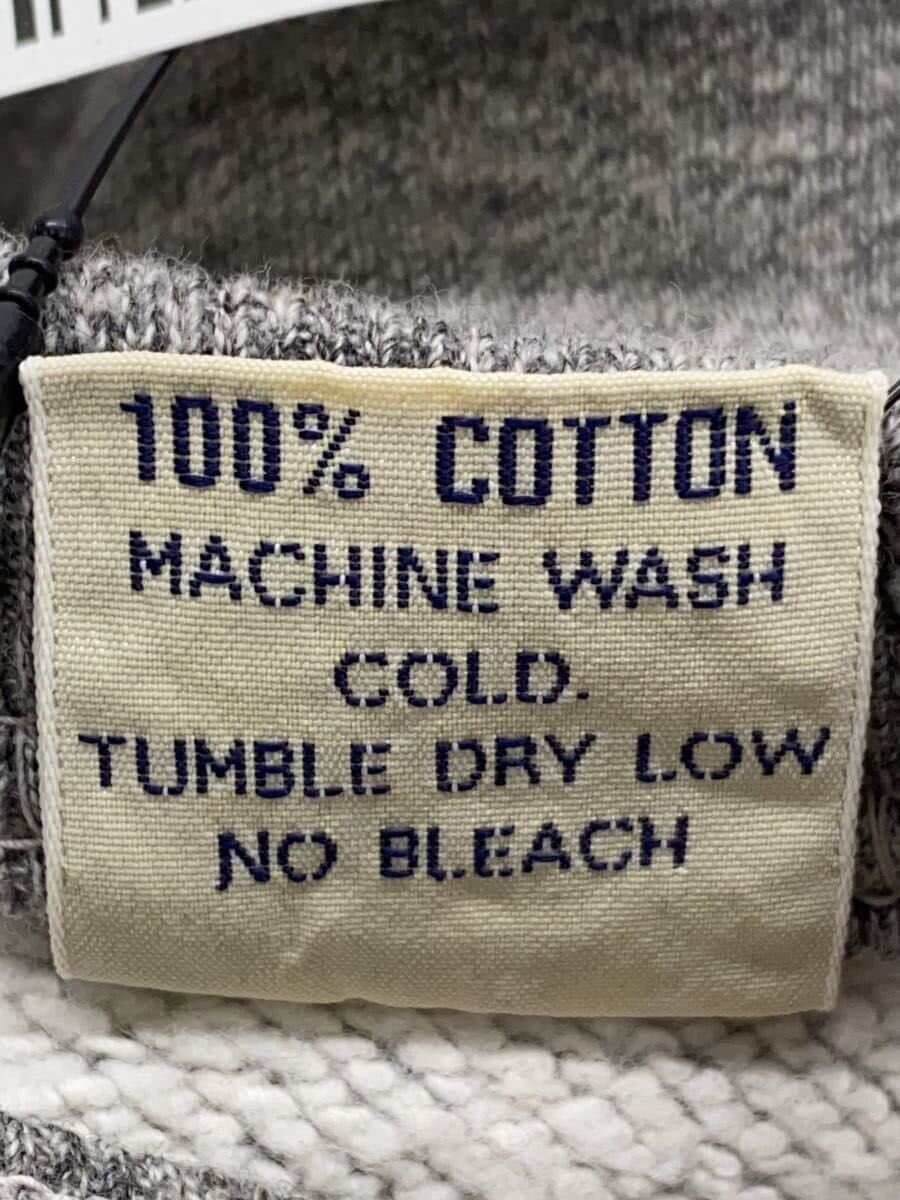 100% COTTON
MACHINE WASH
COLD.
TUMBLE DRY LOW
NO BLEACH